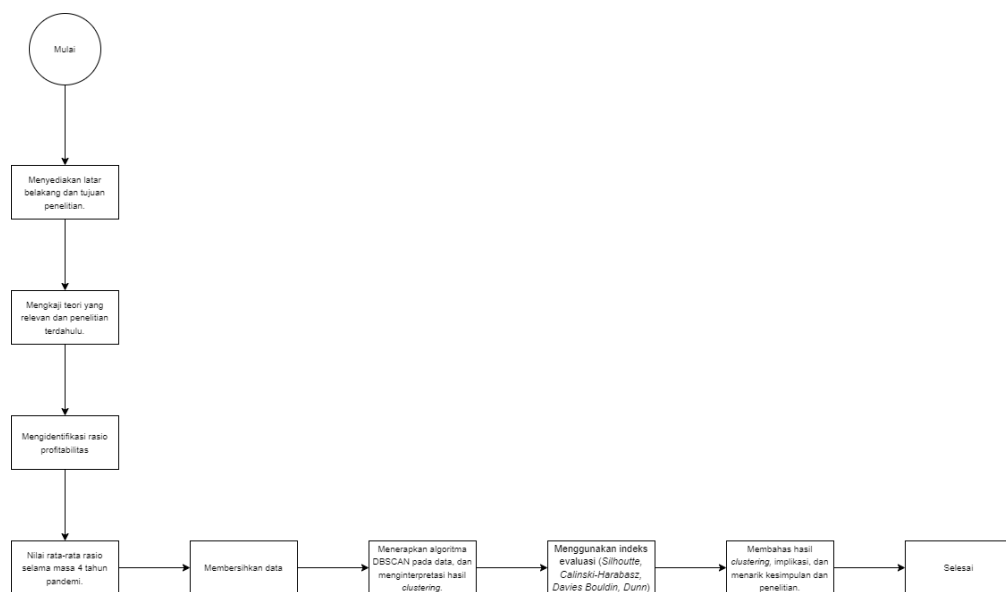 Mulai
Menyediakan latar
belakang dan tujuan
penelitian.
Mengkaji teori yang
relevan dan penelitian
terdahulu.
Mengidentifikasi rasio
profitabilitas
Nilai rata-rata rasio
selama masa 4 tahun
pandemi.
Membersihkan data
Menerapkan algoritma
DBSCAN pada data, dan
menginterpretasi hasil
clustering.
Menggunakan indeks
evaluasi (Silhoutte,
Calinski-Harabasz,
Davies Bouldin, Dunn)
Membahas hasil
clustering, implikasi, dan
menarik kesimpulan dan
penelitian.
Selesai